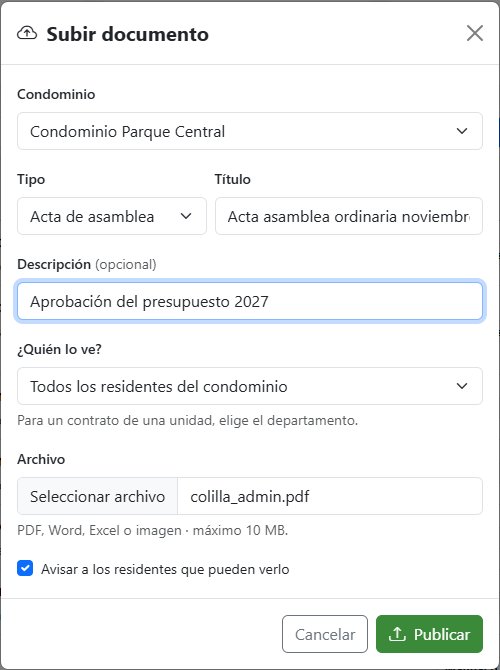 Subir documento
Condominio
Condominio Parque Central
Tipo
Título
Acta de asamblea
Acta asamblea ordinaria noviembr
Descripción (opcional)
Aprobación del presupuesto 2027
¿Quién lo ve?
Todos los residentes del condominio
Para un contrato de una unidad, elige el departamento.
Archivo
Seleccionar archivo
colilla_admin.pdf
PDF, Word, Excel o imagen · máximo 10 MB.
Avisar a los residentes que pueden verlo
Cancelar
Publicar